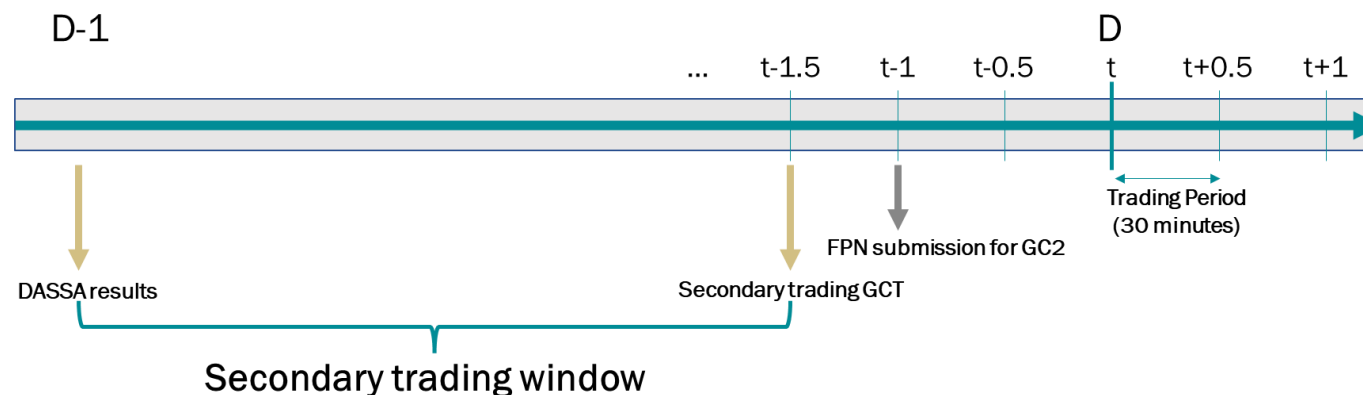 D-1
D
... t-1.5 t-1 t-0.5 t t+0.5 t+1
Trading Period
(30 minutes)
FPN submission for GC2
DASSA results
Secondary trading GCT
Secondary trading window